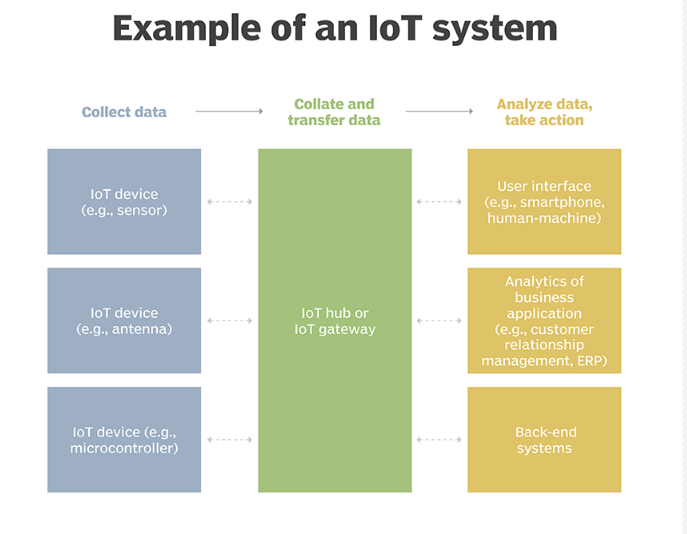 Example of an IoT system
Collect data
Collate and
transfer data
Analyze data,
take action
IoT device
(e.g., sensor)
IoT device
(e.g., antenna)
IoT device (e.g.,
microcontroller)
IoT hub or
IoT gateway
User interface
(e.g., smartphone,
human-machine)
Analytics of
business
application
(e.g., customer
relationship
management, ERP)
Back-end
systems